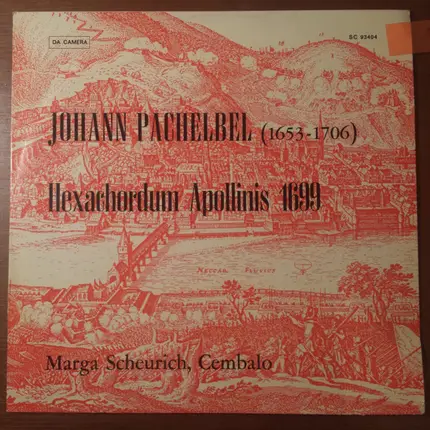 DA CAMERA
SC 93404
JOHANN PACHELBEL (1653-1706)
Hexachordum Apollinis 1699
Marga Scheurich, Cembalo